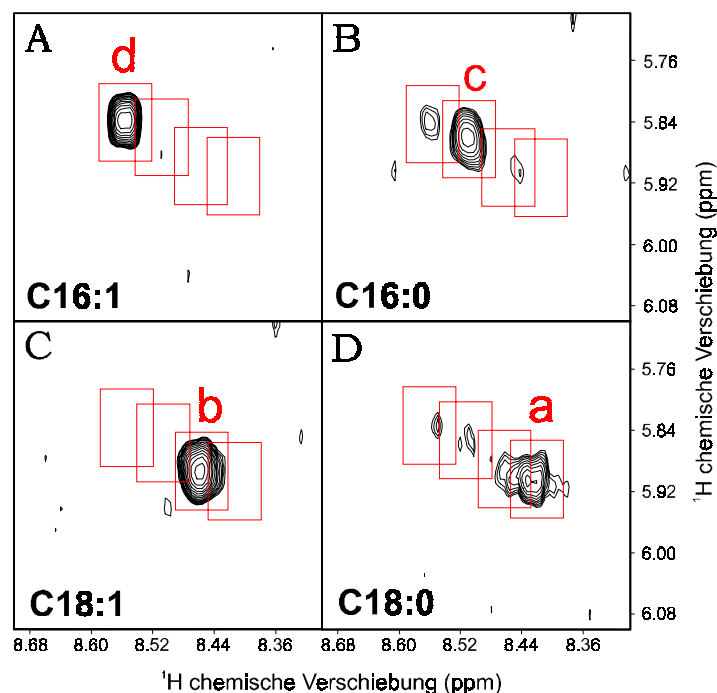 A
d
C16:1
B
c
C16:0
5.76
5.84
5.92
6.00
6.08
C
b
C18:1
D
a
C18:0
5.76
5.84
5.92
6.00
6.08
8.68 8.60 8.52 8.44 8.36
8.68 8.60 8.52 8.44 8.36
¹H chemische Verschiebung (ppm)
¹H chemische Verschiebung (ppm)